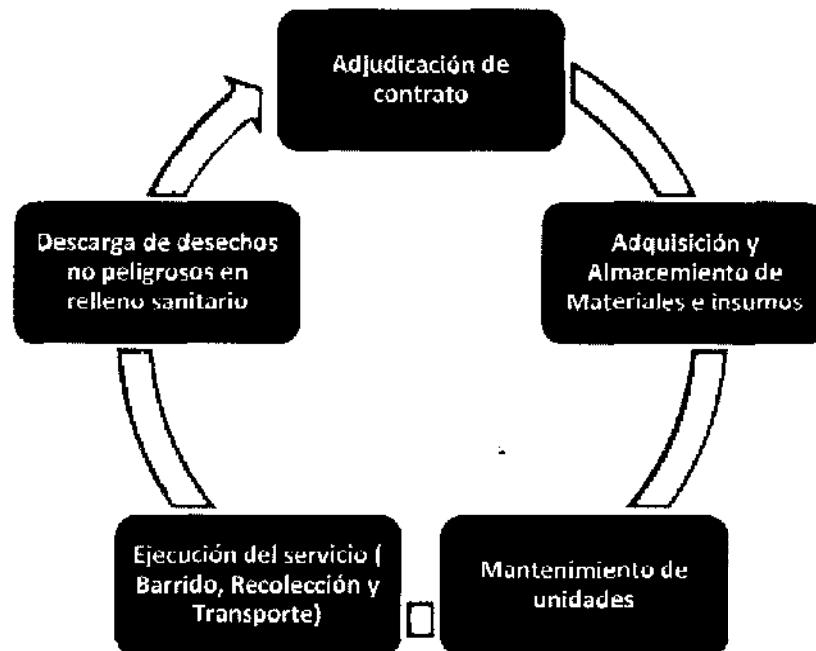 Adjudicación de
contrato
Adquisición y
Almacemiento de
Materiales e insumos
Mantenimiento de
unidades
Ejecución del servicio (
Barrido, Recolección y
Transporte)
Descarga de desechos
no peligrosos en
relleno sanitario